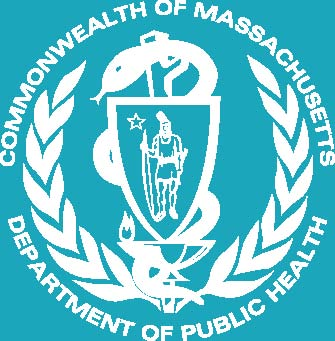 COMMONWEALTH OF MASSACHUSETTS
DEPARTMENT OF PUBLIC HEALTH